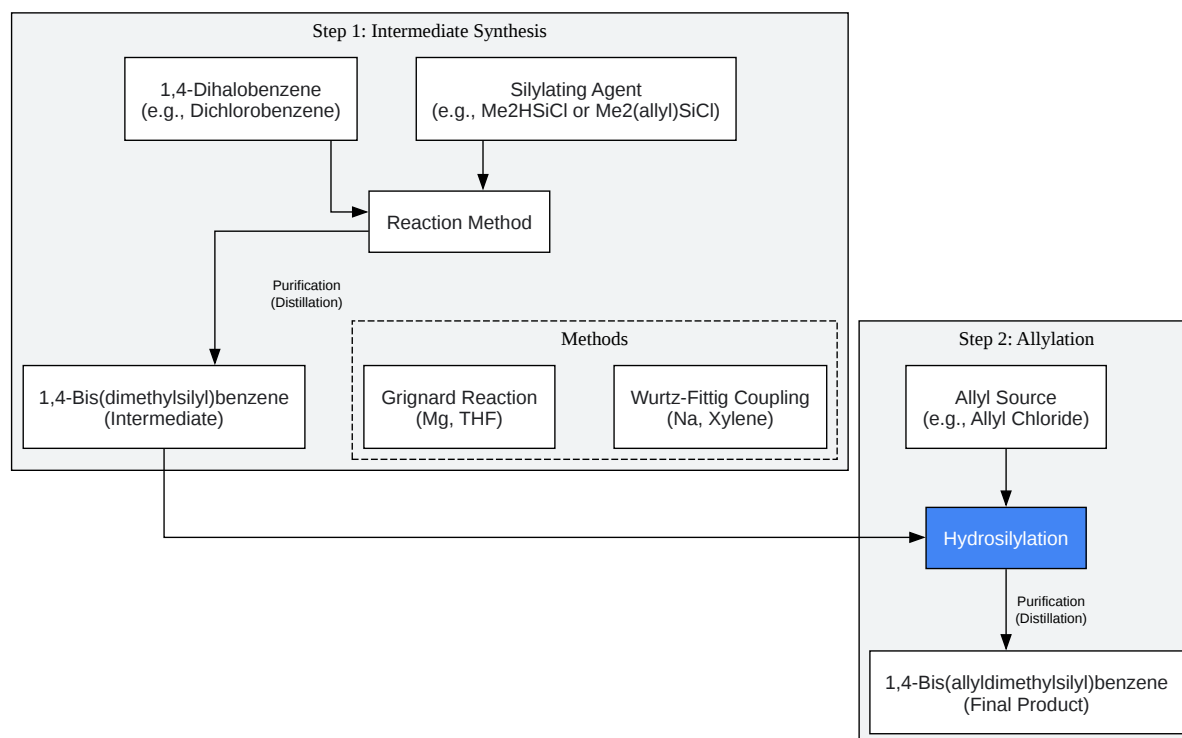 Step 1: Intermediate Synthesis
1,4-Dihalobenzene
(e.g., Dichlorobenzene)
Silylating Agent
(e.g., Me2HSiCl or Me2(allyl)SiCl)
Reaction Method
Purification
(Distillation)
Methods
1,4-Bis(dimethylsilyl)benzene
(Intermediate)
Grignard Reaction
(Mg, THF)
Wurtz-Fittig Coupling
(Na, Xylene)
Step 2: Allylation
Allyl Source
(e.g., Allyl Chloride)
Hydrosilylation
Purification
(Distillation)
1,4-Bis(allyldimethylsilyl)benzene
(Final Product)